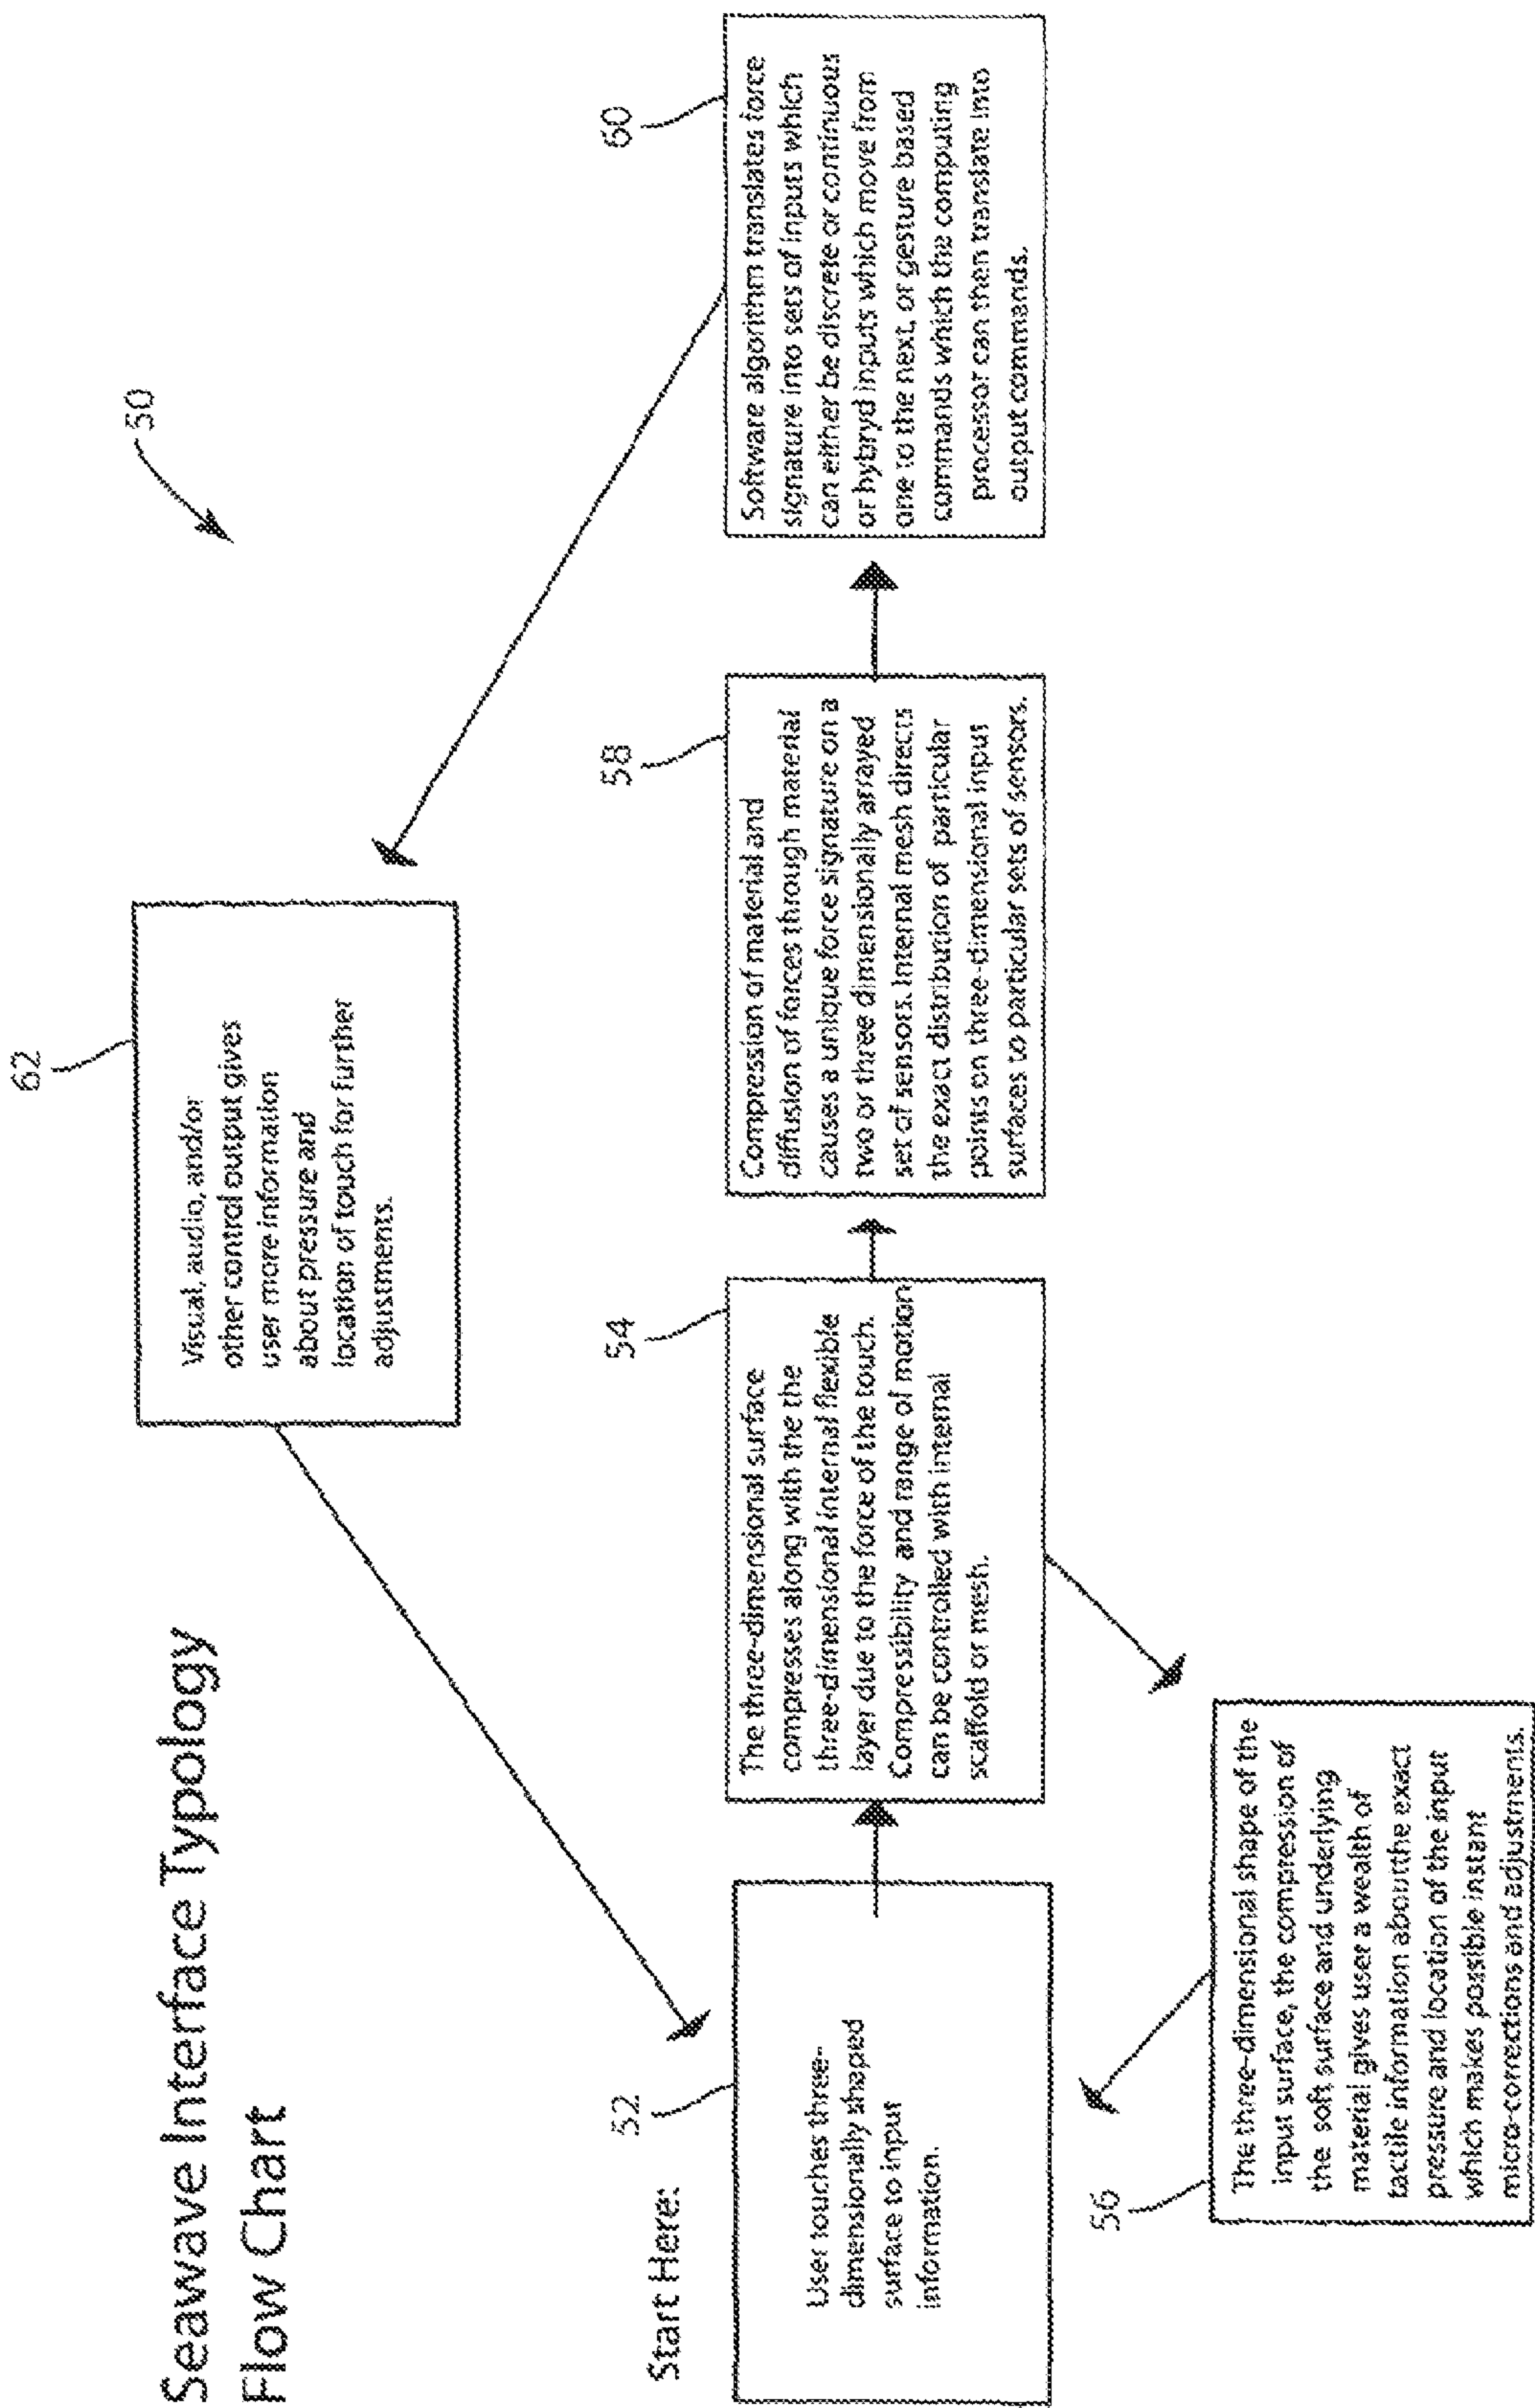 Seawave Interface Typology
Flow Chart
50
62
Visual, audio, and/or
other control output gives
user more information
about pressure and
location of touch for further
adjustments.
Start Here:
52
User touches three-
dimensionally shaped
surface to input
information.
54
The three-dimensional surface
compresses along with the the
three-dimensional internal flexible
layer due to the force of the touch.
Compressibility and range of motion
can be controlled with internal
scaffold or mesh.
58
Compression of material and
diffusion of forces through material
causes a unique force signature on a
two or three dimensionally arrayed
set of sensors. Internal mesh directs
the exact distribution of particular
points on three-dimensional input
surfaces to particular sets of sensors.
60
Software algorithm translates force
signature into sets of inputs which
can either be discrete or continuous
or hybryd inputs which move from
one to the next, or gesture based
commands which the computing
processor can then translate into
output commands.
56
The three-dimensional shape of the
input surface, the compression of
the soft surface and underlying
material gives user a wealth of
tactile information about the exact
pressure and location of the input
which makes possible instant
micro-corrections and adjustments.